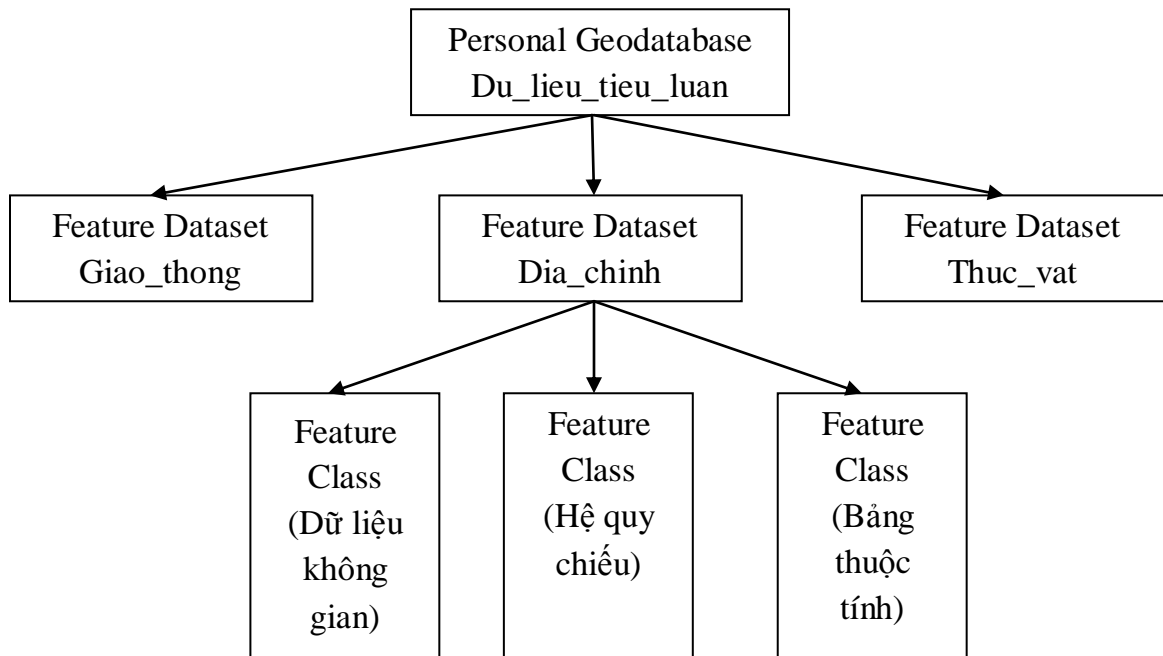 Personal Geodatabase
Du_lieu_tieu_luan
Feature Dataset
Giao_thong
Feature Dataset
Dia_chinh
Feature Dataset
Thuc_vat
Feature
Class
(Dữ liệu
không
gian)
Feature
Class
(Hệ quy
chiếu)
Feature
Class
(Bảng
thuộc
tính)